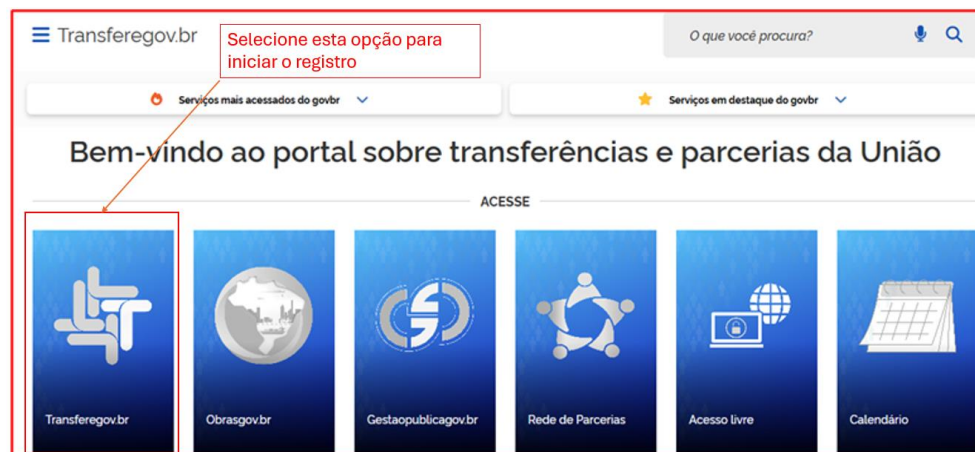 Transferegov.br
Selecione esta opção para
iniciar o registro
O que você procura?
Serviços mais acessados do govbr
Serviços em destaque do govbr
Bem-vindo ao portal sobre transferências e parcerias da União
ACESSE
Transferegov.br
Obrasgov.br
Gestaopublicagov.br
Rede de Parcerias
Acesso livre
Calendário